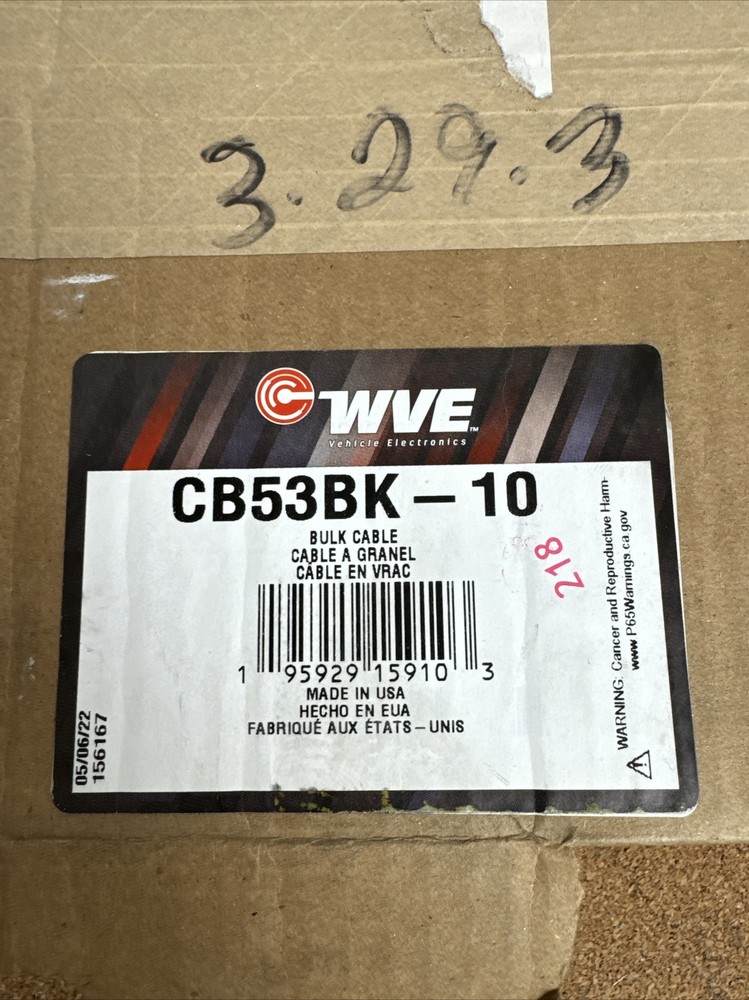 3.29.3
WVE™
Vehicle Electronics
CB53BK – 10
BULK CABLE
CABLE A GRANEL
CÂBLE EN VRAC
1 95929 15910 3
MADE IN USA
HECHO EN EUA
FABRIQUÉ AUX ÉTATS – UNIS
218
05/06/22
156167
WARNING: Cancer and Reproductive Harm-
www.P65Warnings.ca.gov